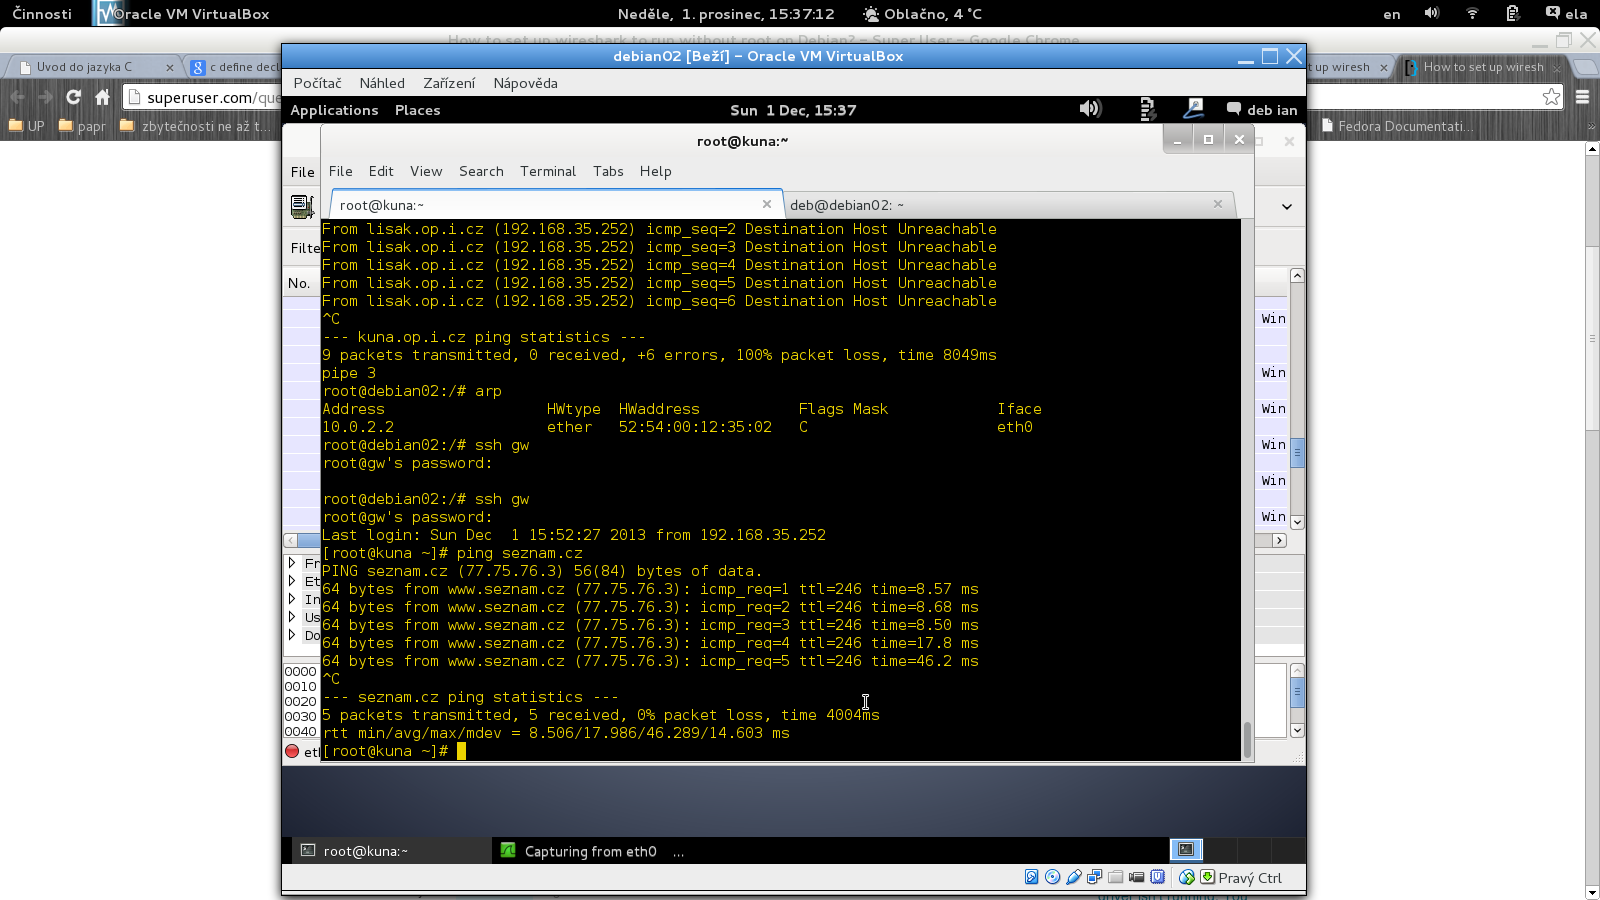 Činnosti
Oracle VM VirtualBox
Neděle, 1. prosinec, 15:37:12
Oblačno, 4 °C
en
ela
How to set up wireshark to run without root on Debian? - Super User - Google Chrome
Uvod do jazyka C
c define decl
t up wiresh
How to set up wiresh
superuser.com/que
UP
papr
zbytečnosti ne až t...
Fedora Documentati...
debian02 [Beží] - Oracle VM VirtualBox
Počítač Náhled Zařízení Nápověda
Applications Places
Sun 1 Dec, 15:37
deb ian
root@kuna:~
File
File Edit View Search Terminal Tabs Help
root@kuna:~
deb@debian02: ~
Filte
No.
From lisak.op.i.cz (192.168.35.252) icmp_seq=2 Destination Host Unreachable
From lisak.op.i.cz (192.168.35.252) icmp_seq=3 Destination Host Unreachable
From lisak.op.i.cz (192.168.35.252) icmp_seq=4 Destination Host Unreachable
From lisak.op.i.cz (192.168.35.252) icmp_seq=5 Destination Host Unreachable
From lisak.op.i.cz (192.168.35.252) icmp_seq=6 Destination Host Unreachable
^C
--- kuna.op.i.cz ping statistics ---
9 packets transmitted, 0 received, +6 errors, 100% packet loss, time 8049ms
pipe 3
root@debian02:/# arp
Address HWtype HWaddress Flags Mask Iface
10.0.2.2 ether 52:54:00:12:35:02 C eth0
root@debian02:/# ssh gw
root@gw's password:
root@debian02:/# ssh gw
root@gw's password:
Last login: Sun Dec  1 15:52:27 2013 from 192.168.35.252
[root@kuna ~]# ping seznam.cz
PING seznam.cz (77.75.76.3) 56(84) bytes of data.
64 bytes from www.seznam.cz (77.75.76.3): icmp_req=1 ttl=246 time=8.57 ms
64 bytes from www.seznam.cz (77.75.76.3): icmp_req=2 ttl=246 time=8.68 ms
64 bytes from www.seznam.cz (77.75.76.3): icmp_req=3 ttl=246 time=8.50 ms
64 bytes from www.seznam.cz (77.75.76.3): icmp_req=4 ttl=246 time=17.8 ms
64 bytes from www.seznam.cz (77.75.76.3): icmp_req=5 ttl=246 time=46.2 ms
^C
--- seznam.cz ping statistics ---
5 packets transmitted, 5 received, 0% packet loss, time 4004ms
rtt min/avg/max/mdev = 8.506/17.986/46.289/14.603 ms
[root@kuna ~]#
Win
Win
Win
Win
Win
Win
Fr
Et
In
Us
Do
0000
0010
0020
0030
0040
eth
root@kuna:~
Capturing from eth0 ...
Pravý Ctrl